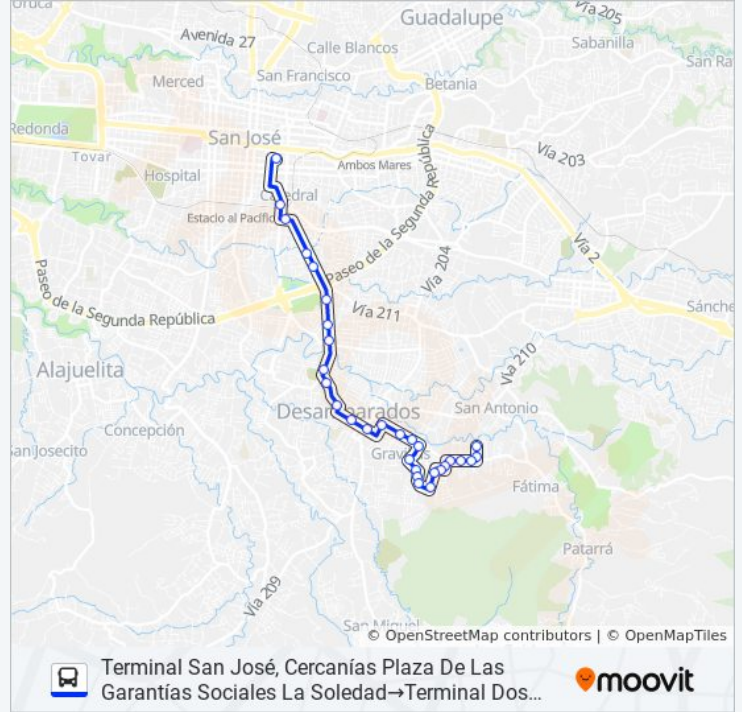 Oruca
Guadalupe
Vía 205
Avenida 27
Calle Blancos
Sabanilla
San Francisco
San Ra
Merced
Betania
Redonda
San José
Tovar
Ambos Mares
Vía 203
Hospital
Catedral
Estacio al Pacífic
Paseo de la Segunda República
Vía 2
Vía 204
Paseo de la Segunda República
Vía 211
Sánche
Alajuelita
Vía 210
Desamparados
San Antonio
Concepción
San Josecito
Gravilias
Fátima
Patarrá
Vía 209
San Miguel
© OpenStreetMap contributors | © OpenMapTiles
Terminal San José, Cercanías Plaza De Las
Garantías Sociales La Soledad→Terminal Dos...
moovit